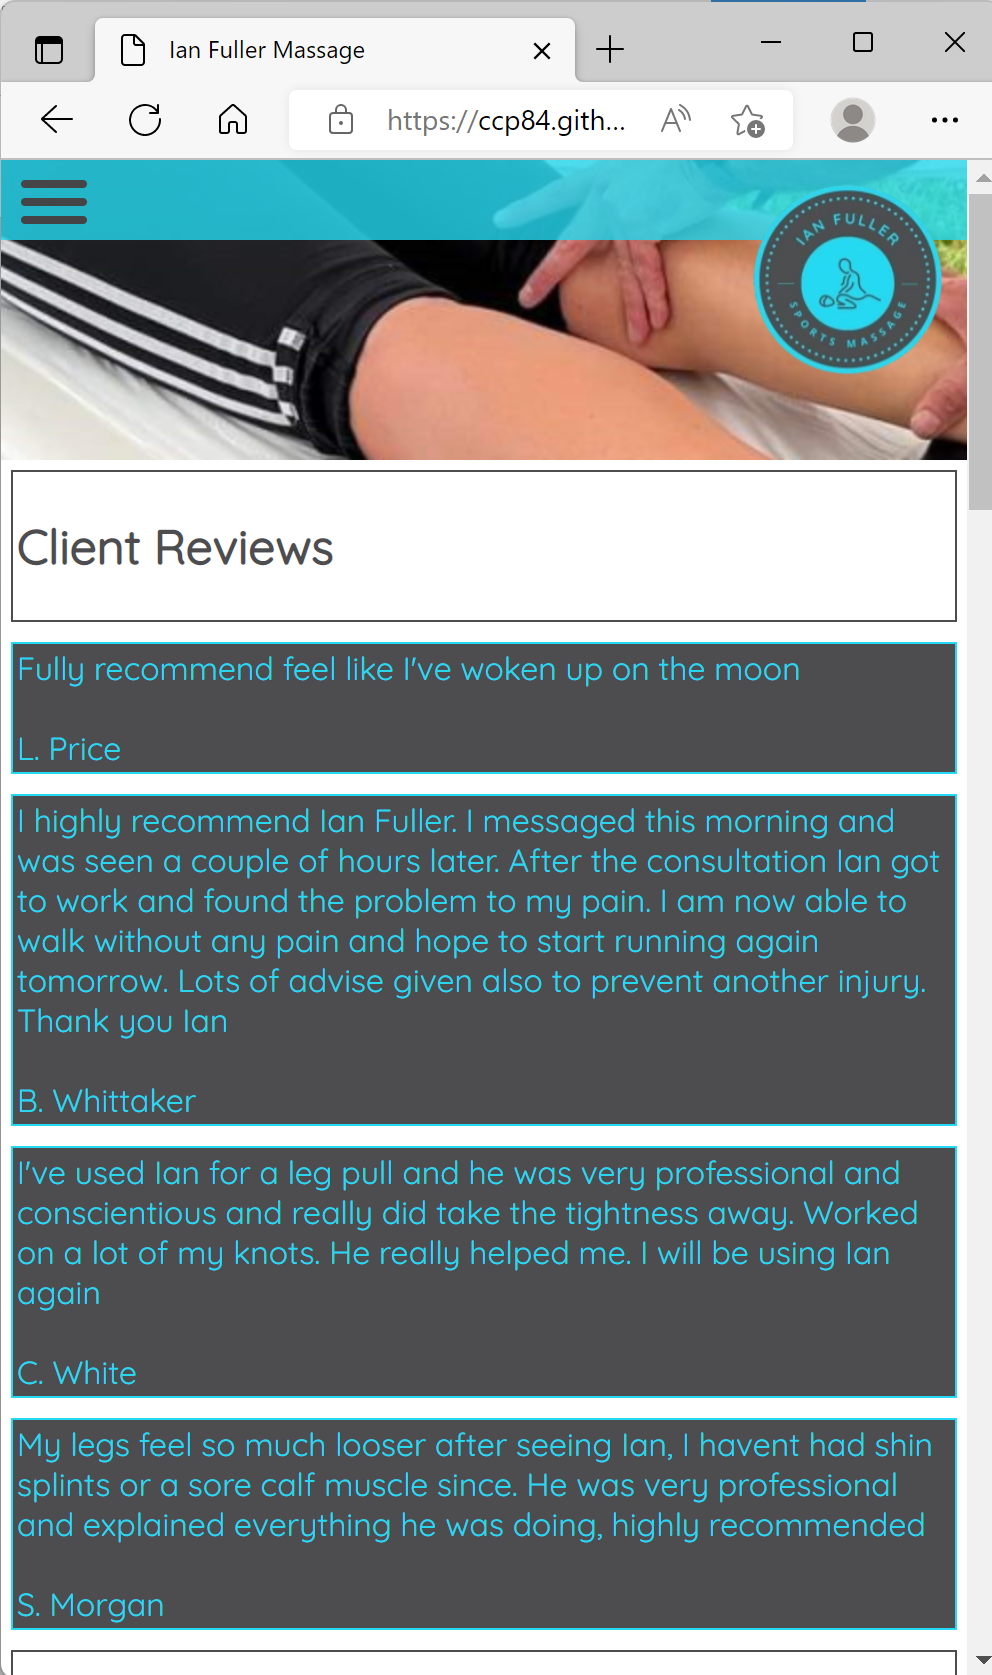 Ian Fuller Massage
https://ccp84.gith...
IAN FULLER
SPORTS MASSAGE
Client Reviews
Fully recommend feel like I've woken up on the moon
L. Price
I highly recommend Ian Fuller. I messaged this morning and
was seen a couple of hours later. After the consultation Ian got
to work and found the problem to my pain. I am now able to
walk without any pain and hope to start running again
tomorrow. Lots of advise given also to prevent another injury.
Thank you Ian
B. Whittaker
I've used Ian for a leg pull and he was very professional and
conscientious and really did take the tightness away. Worked
on a lot of my knots. He really helped me. I will be using Ian
again
C. White
My legs feel so much looser after seeing Ian, I havent had shin
splints or a sore calf muscle since. He was very professional
and explained everything he was doing, highly recommended
S. Morgan